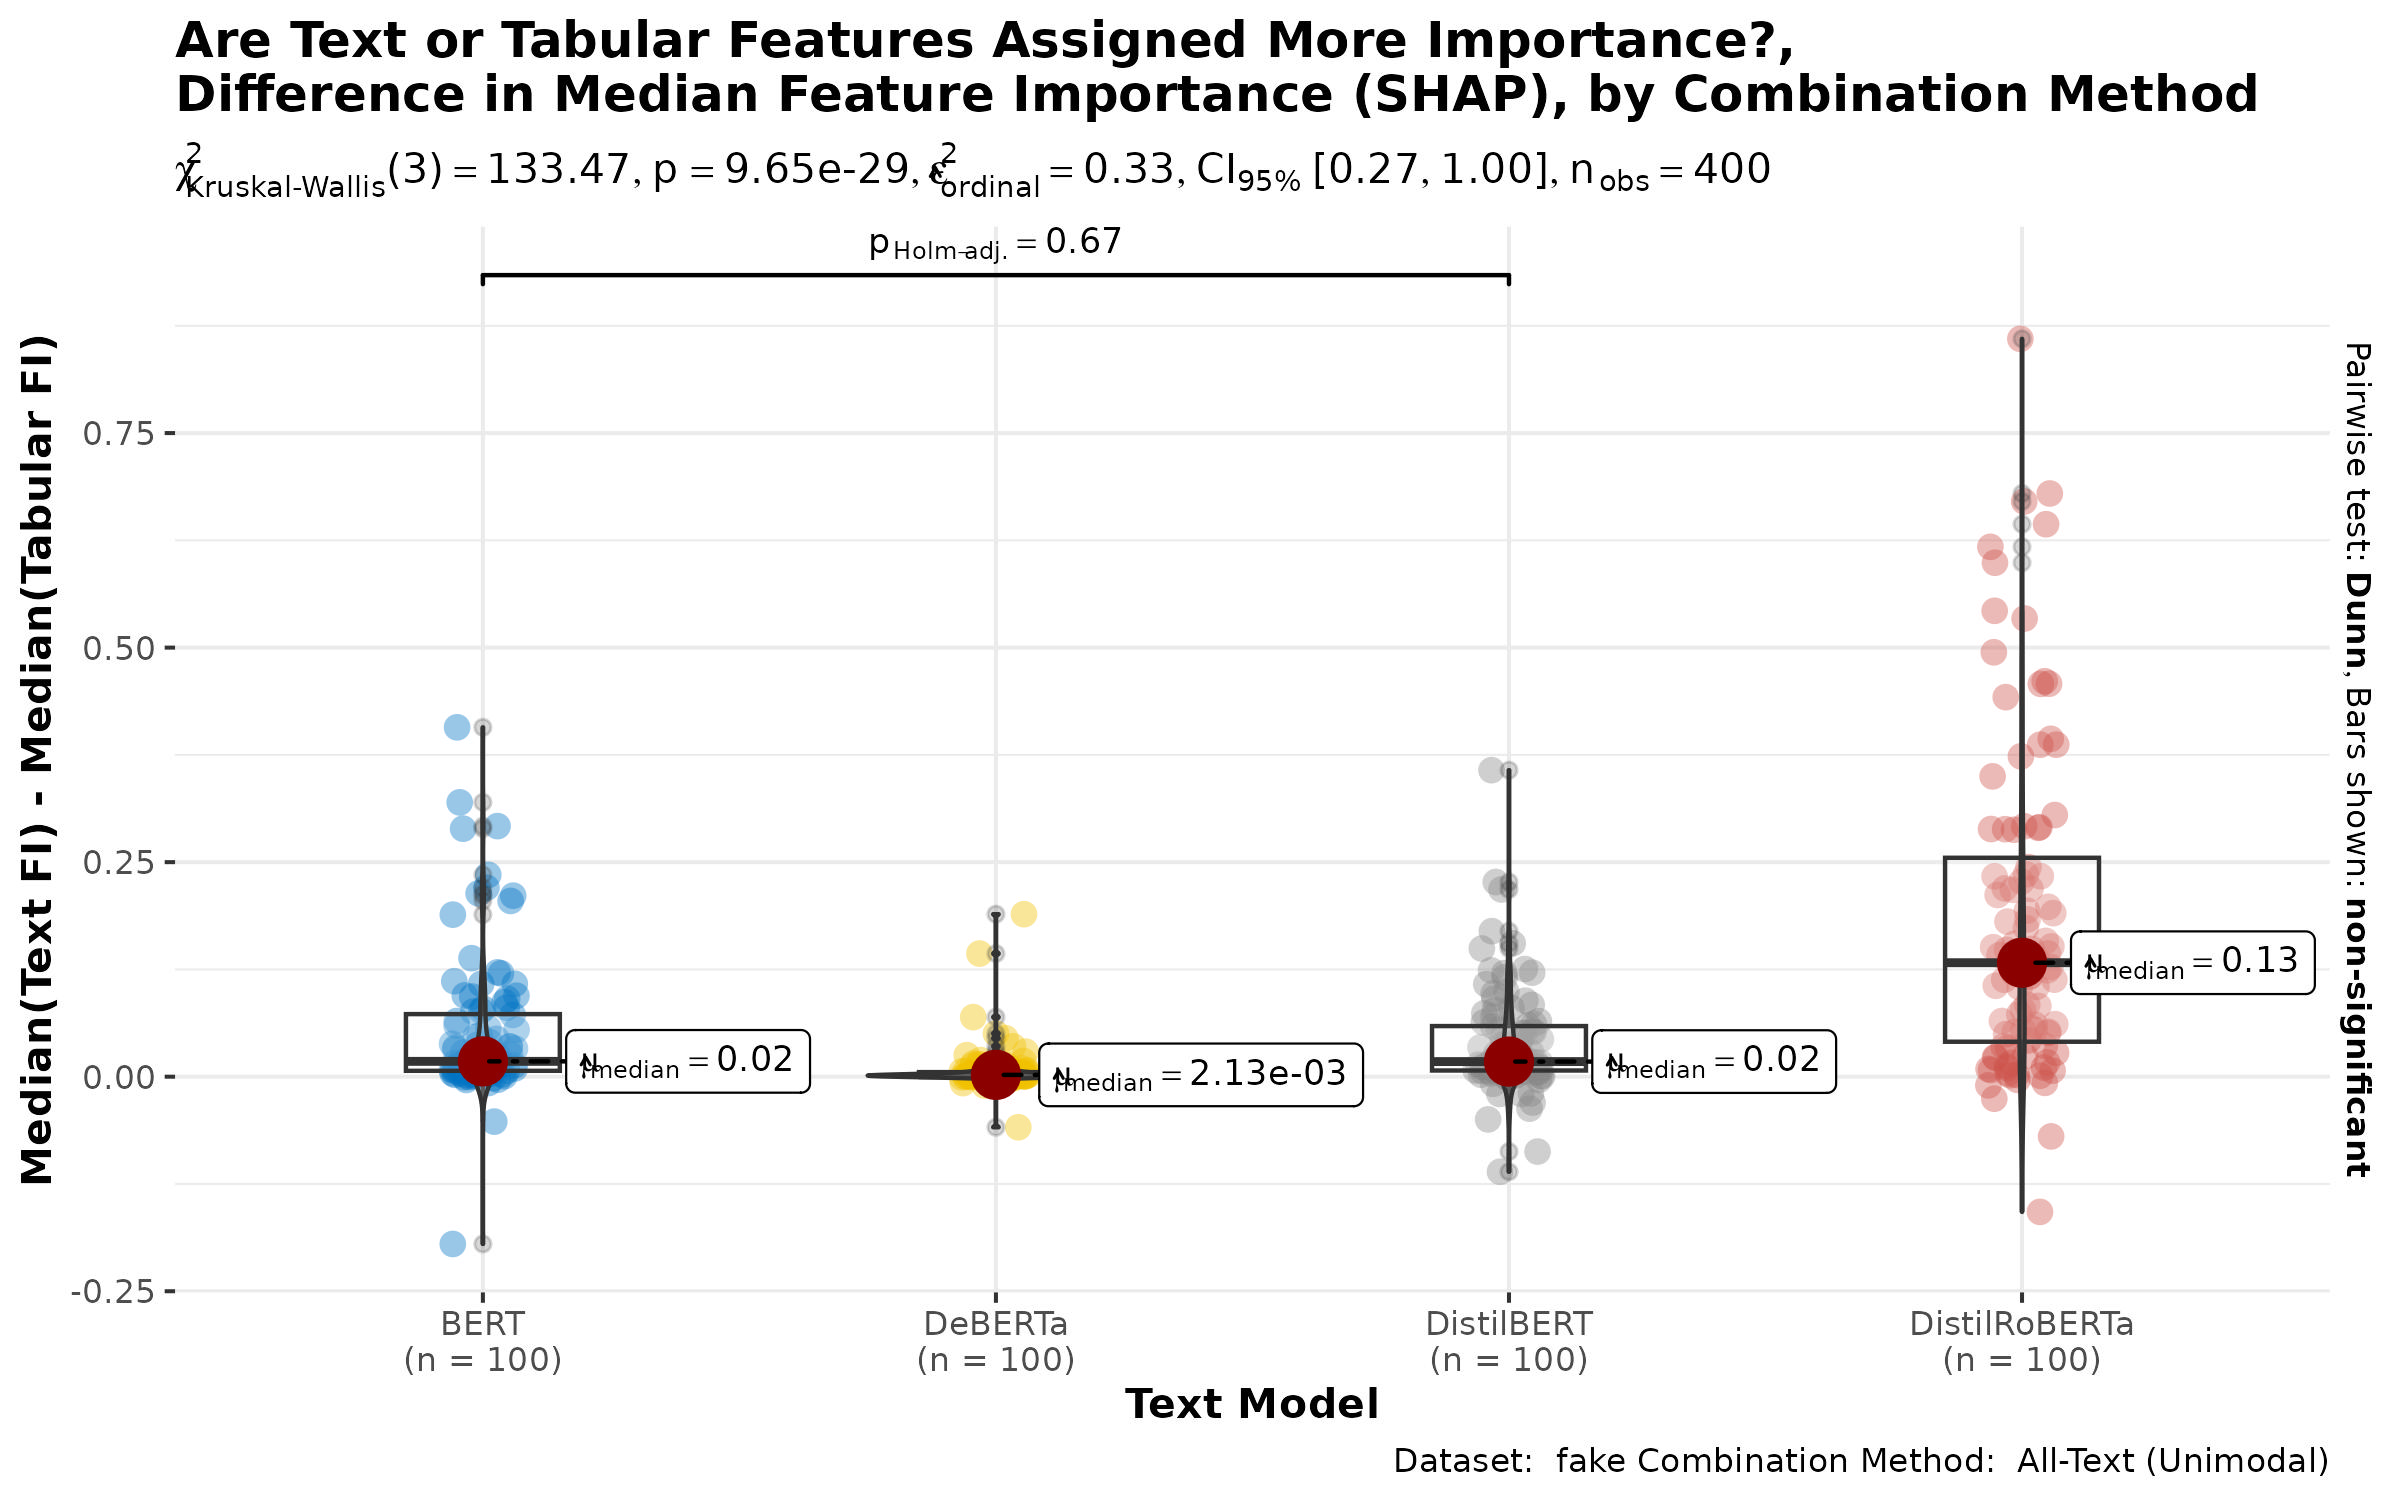 Are Text or Tabular Features Assigned More Importance?,
Difference in Median Feature Importance (SHAP), by Combination Method
χ²Kruskal-Wallis(3) = 133.47, p = 9.65e-29, ε̂²ordinal = 0.33, CI95% [0.27, 1.00], nobs = 400
pHolm-adj. = 0.67
Median(Text FI) - Median(Tabular FI)
0.75
0.50
0.25
0.00
-0.25
μ̂median = 0.02
μ̂median = 2.13e-03
μ̂median = 0.02
μ̂median = 0.13
Pairwise test: Dunn, Bars shown: non-significant
BERT
(n = 100)
DeBERTa
(n = 100)
DistilBERT
(n = 100)
DistilRoBERTa
(n = 100)
Text Model
Dataset:  fake Combination Method:  All-Text (Unimodal)